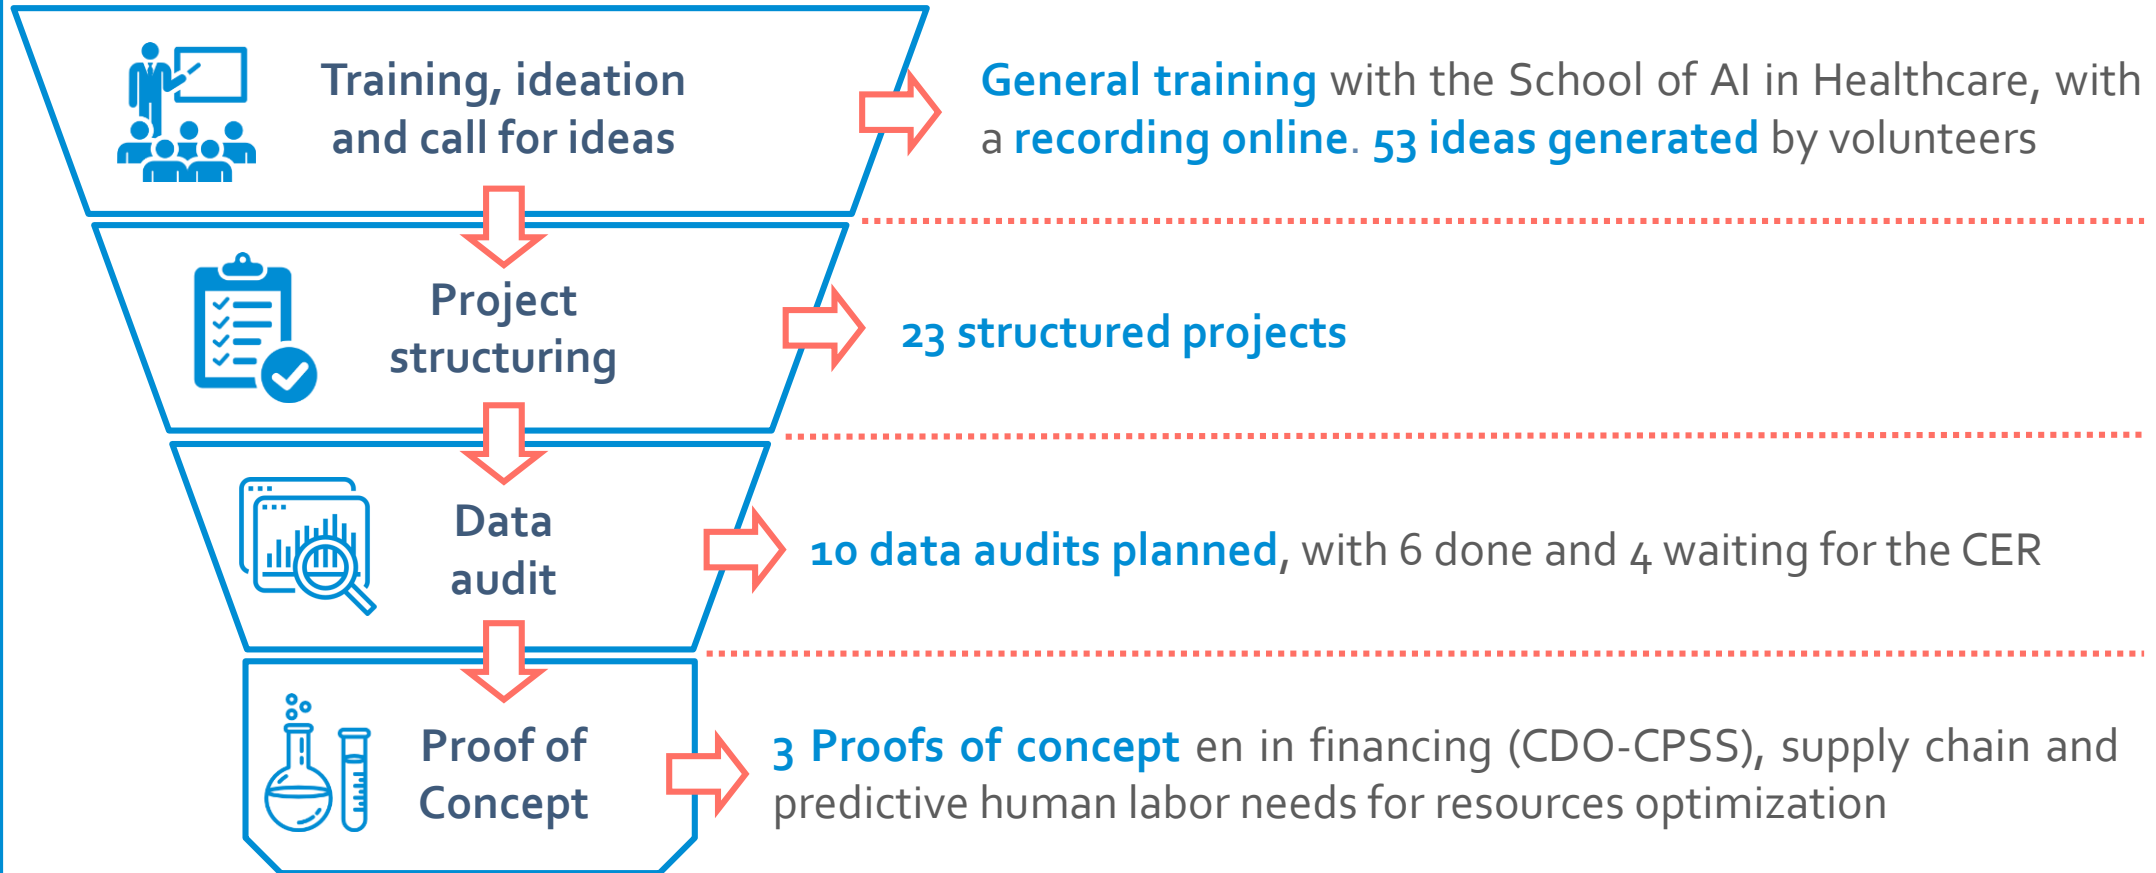 Training, ideation
and call for ideas
General training with the School of AI in Healthcare, with
a recording online. 53 ideas generated by volunteers
Project
structuring
23 structured projects
Data
audit
10 data audits planned, with 6 done and 4 waiting for the CER
Proof of
Concept
3 Proofs of concept en in financing (CDO-CPSS), supply chain and
predictive human labor needs for resources optimization